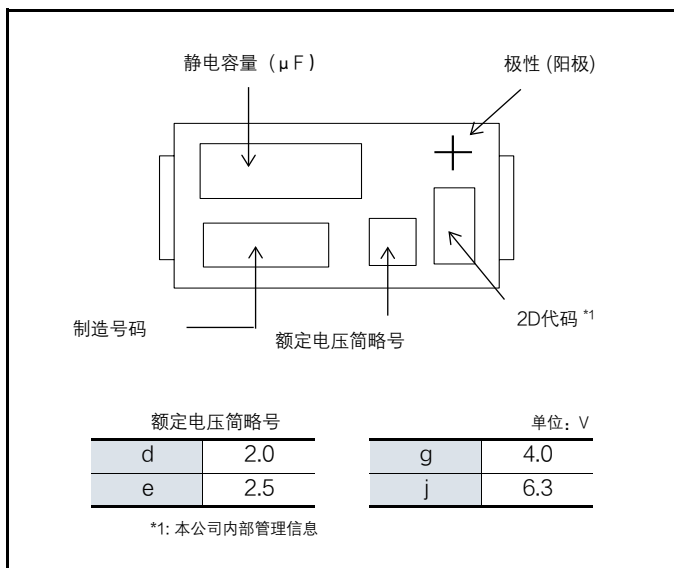 静电容量（μF）
极性 (阳极)
+
制造号码
额定电压简略号
2D代码 *1
额定电压简略号
单位：V
d 2.0 g 4.0
e 2.5 j 6.3
*1: 本公司内部管理信息